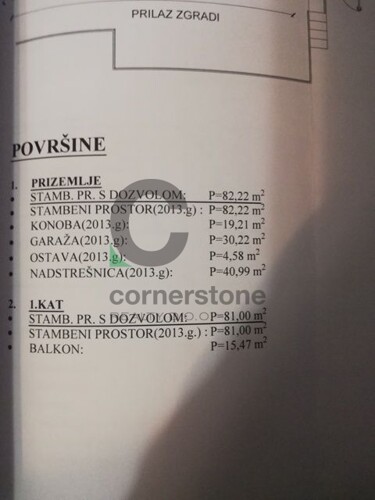 PRILAZ ZGRADI
POVRŠINE
1. PRIZEMLJE
• STAMB. PR. S DOZVOLOM: P=82,22 m²
• STAMBENI PROSTOR(2013.g) : P=82,22 m²
• KONOBA(2013.g): P=19,21 m²
• GARAŽA(2013.g): P=30,22 m²
• OSTAVA(2013.g): P=4,58 m²
• NADSTREŠNICA(2013.g): P=40,99 m²
cornerstone
2. 1.KAT
• STAMB. PR. S DOZVOLOM: P=81,00 m²
• STAMBENI PROSTOR(2013.g.) : P=81,00 m²
• BALKON: P=15,47 m²